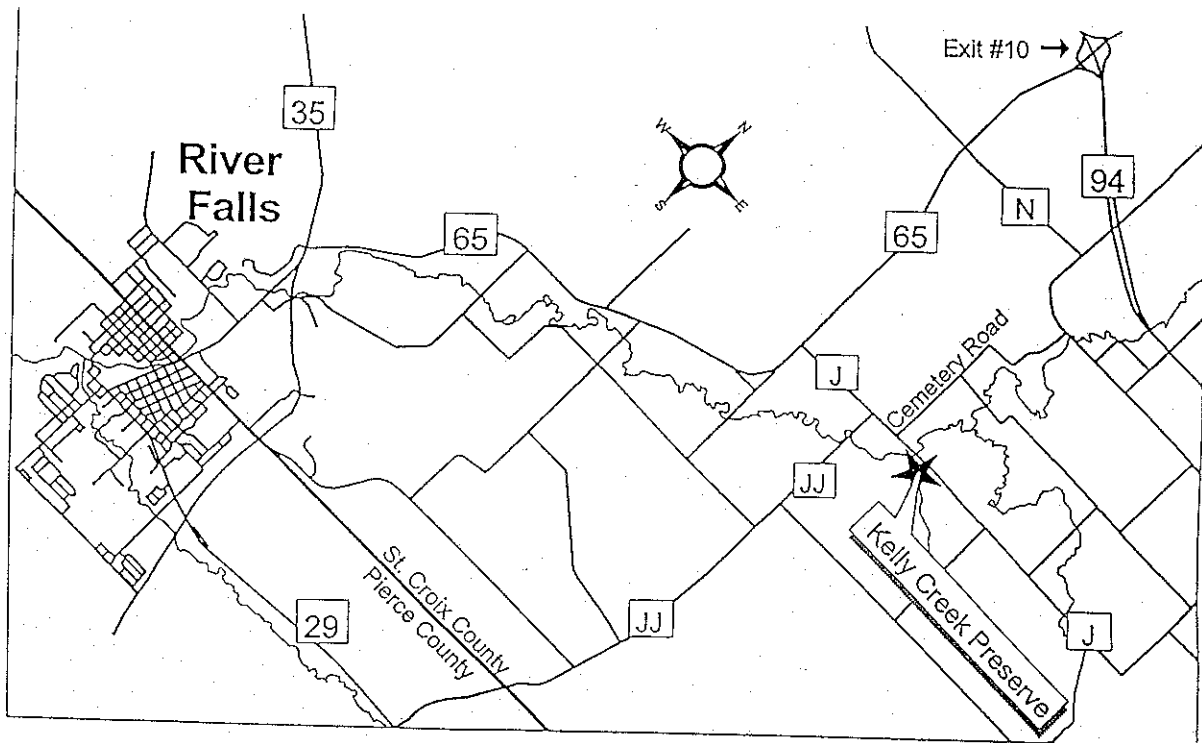 Exit #10
35
River
Falls
W
N
S
E
94
N
65
65
Cemetery Road
J
JJ
Kelly Creek Preserve
St. Croix County
Pierce County
29
JJ
J